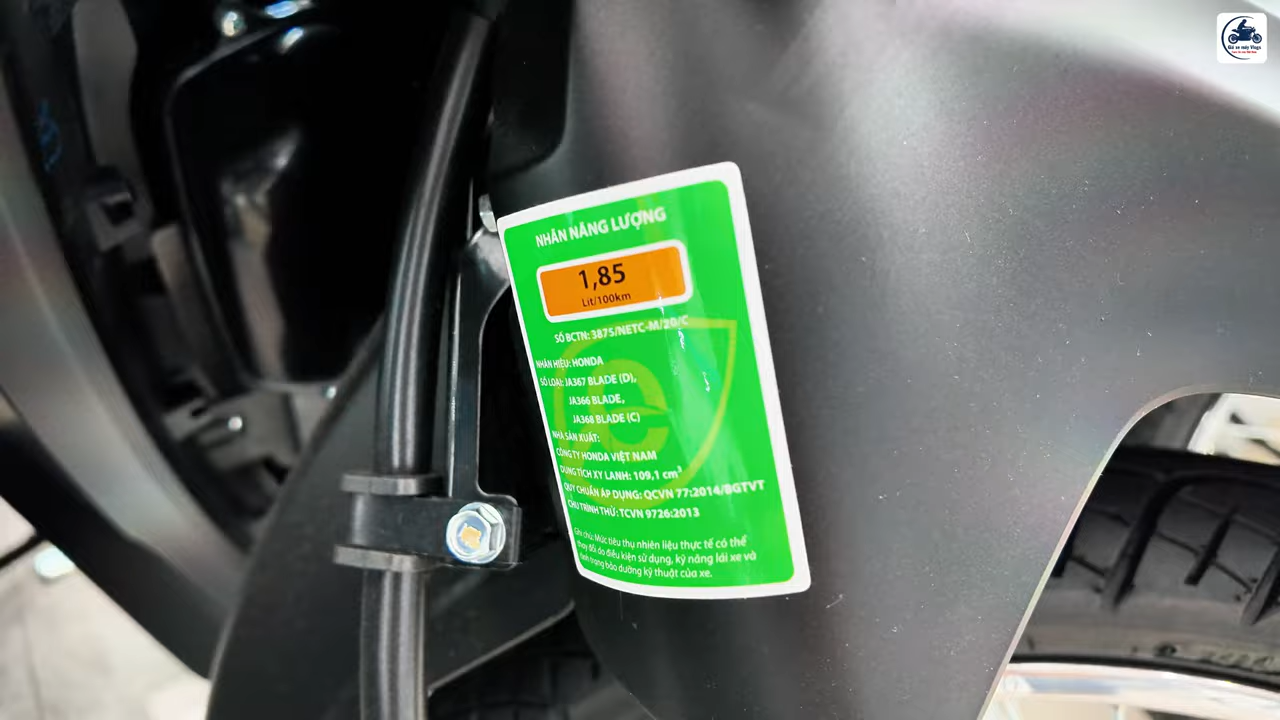 Giá xe máy Vlogs
NHÃN NĂNG LƯỢNG
1,85
Lít/100km
SỐ BCTN: 3875/NETC-M/20/C
NHÃN HIỆU: HONDA
SỐ LOẠI: JA367 BLADE (D),
JA366 BLADE,
JA368 BLADE (C)
NHÀ SẢN XUẤT:
CÔNG TY HONDA VIỆT NAM
DUNG TÍCH XY LANH: 109,1 cm³
QUY CHUẨN ÁP DỤNG: QCVN 77:2014/BGTVT
CHU TRÌNH THỬ: TCVN 9726:2013
Ghi chú: Mức tiêu thụ nhiên liệu thực tế có thể
thay đổi do điều kiện sử dụng, kỹ năng lái xe và
tình trạng bảo dưỡng kỹ thuật của xe.